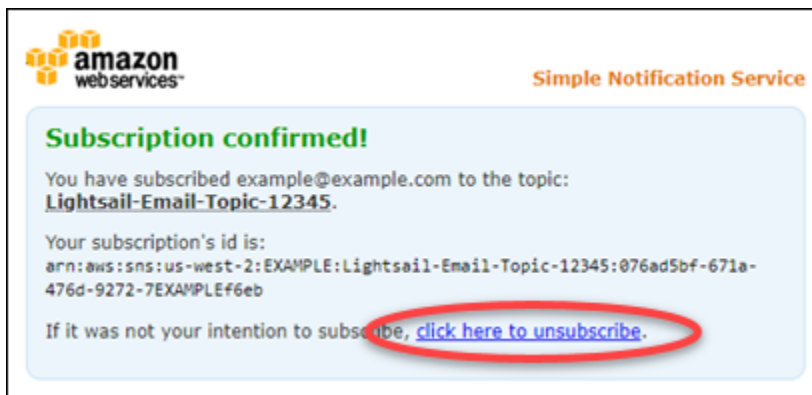 amazon
webservices™
Simple Notification Service
Subscription confirmed!
You have subscribed example@example.com to the topic:
Lightsail-Email-Topic-12345.
Your subscription's id is:
arn:aws:sns:us-west-2:EXAMPLE:Lightsail-Email-Topic-12345:076ad5bf-671a-
476d-9272-7EXAMPLEf6eb
If it was not your intention to subscribe, click here to unsubscribe.